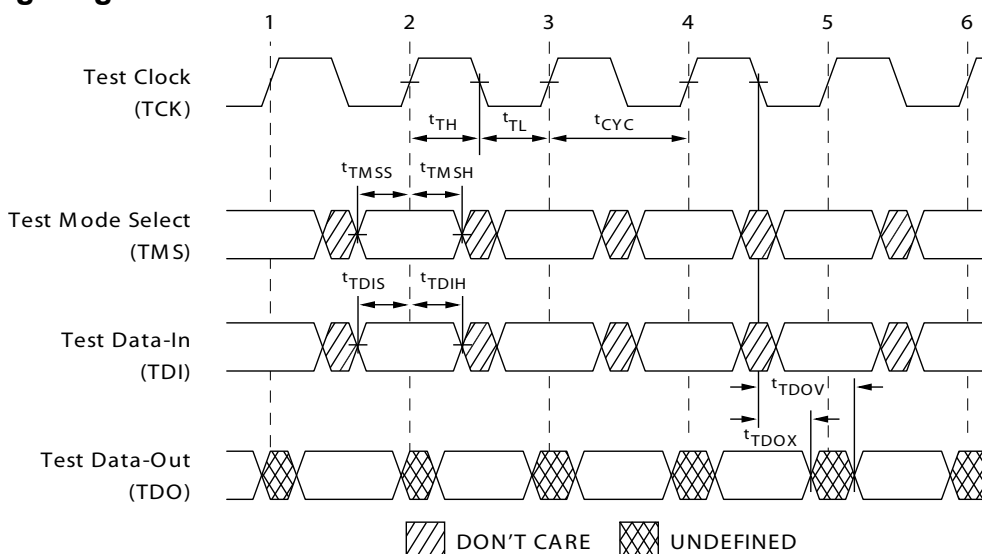 1 2 3 4 5 6
Test Clock
(TCK)
tTH tTL tCYC
tTMSS tTMSH
Test Mode Select
(TMS)
tTDIS tTDIH
Test Data-In
(TDI)
tTDOV
tTDOX
Test Data-Out
(TDO)
DON'T CARE UNDEFINED